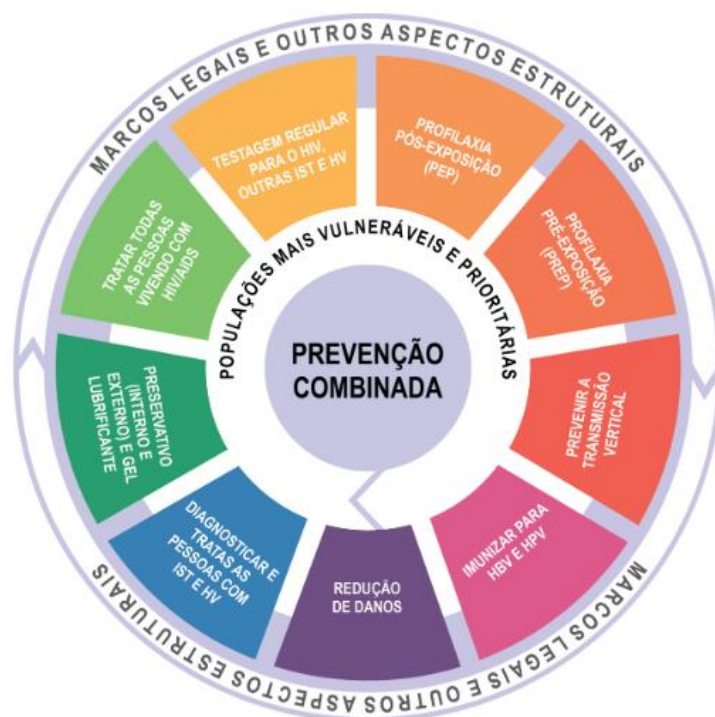 MARCOS LEGAIS E OUTROS ASPECTOS ESTRUTURAIS
TESTAGEM REGULAR
PARA O HIV,
OUTRAS IST E HV
PROFILAXIA
PÓS-EXPOSIÇÃO
(PEP)
PROFILAXIA
PRÉ-EXPOSIÇÃO
(PREP)
PREVENIR A
TRANSMISSÃO
VERTICAL
IMUNIZAR PARA
HBV E HPV
REDUÇÃO
DE DANOS
DIAGNOSTICAR E
TRATAS AS
PESSOAS COM
IST E HV
PRESERVATIVO
(INTERNO E
EXTERNO) E GEL
LUBRIFICANTE
TRATAR TODAS
AS PESSOAS
VIVENDO COM
HIV/AIDS
POPULAÇÕES MAIS VULNERÁVEIS E PRIORITÁRIAS
PREVENÇÃO
COMBINADA
MARCOS LEGAIS E OUTROS ASPECTOS ESTRUTURAIS